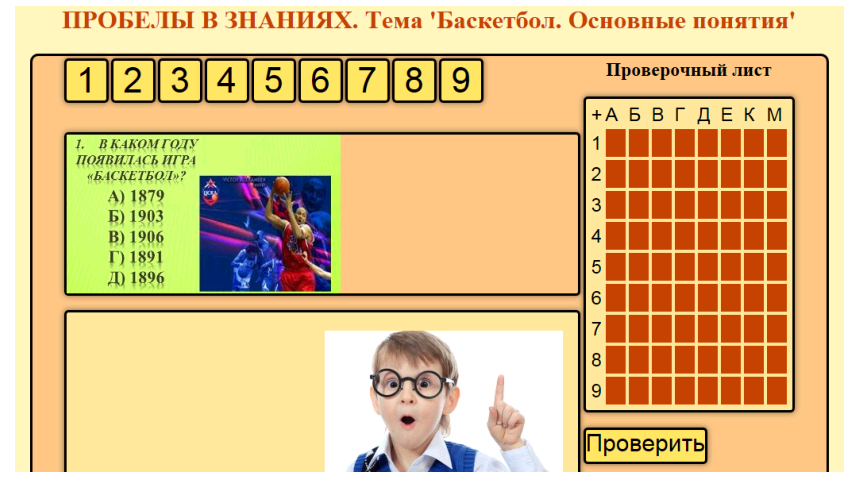 ПРОБЕЛЫ В ЗНАНИЯХ. Тема 'Баскетбол. Основные понятия'
1 2 3 4 5 6 7 8 9
1. В КАКОМ ГОДУ
ПОЯВИЛАСЬ ИГРА
«БАСКЕТБОЛ»?
А) 1879
Б) 1903
В) 1906
Г) 1891
Д) 1896
Проверочный лист
+ А Б В Г Д Е К М
1
2
3
4
5
6
7
8
9
Проверить